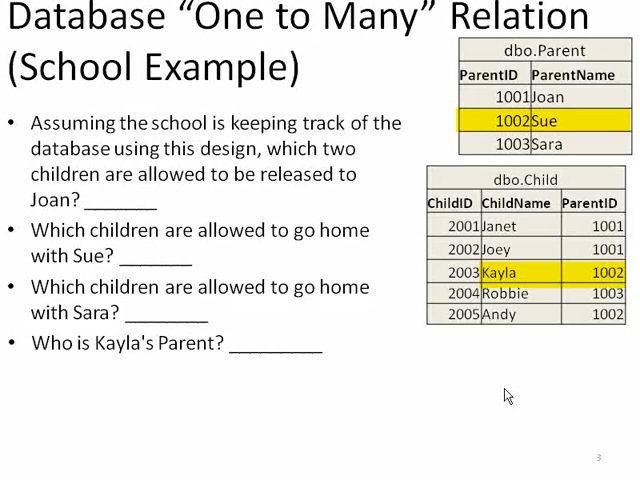 Database “One to Many” Relation
(School Example)
• Assuming the school is keeping track of the
database using this design, which two
children are allowed to be released to
Joan? _______
• Which children are allowed to go home
with Sue? _______
• Which children are allowed to go home
with Sara? ________
• Who is Kayla's Parent? _________
dbo.Parent
ParentID ParentName
1001 Joan
1002 Sue
1003 Sara
dbo.Child
ChildID ChildName ParentID
2001 Janet 1001
2002 Joey 1001
2003 Kayla 1002
2004 Robbie 1003
2005 Andy 1002
3